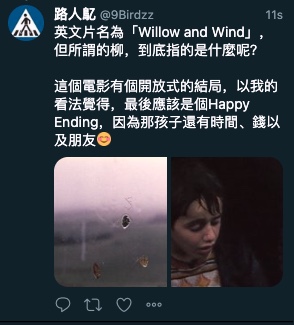 路人䰸 @9Birdzz 11s
英文片名為「Willow and Wind」,
但所謂的柳，到底指的是什麼呢?
這個電影有個開放式的結局，以我的
看法覺得，最後應該是個Happy
Ending，因為那孩子還有時間、錢以
及朋友😊